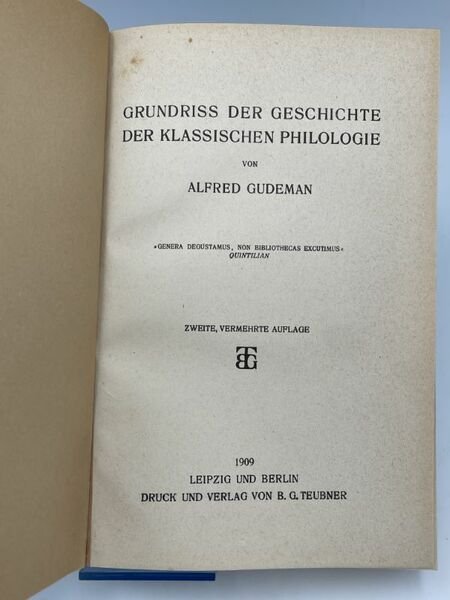 GRUNDRISS DER GESCHICHTE
DER KLASSISCHEN PHILOLOGIE
VON
ALFRED GUDEMAN
»GENERA DEGUSTAMUS, NON BIBLIOTHECAS EXCUTIMUS«
QUINTILIAN
ZWEITE, VERMEHRTE AUFLAGE
BTG
1909
LEIPZIG UND BERLIN
DRUCK UND VERLAG VON B. G. TEUBNER